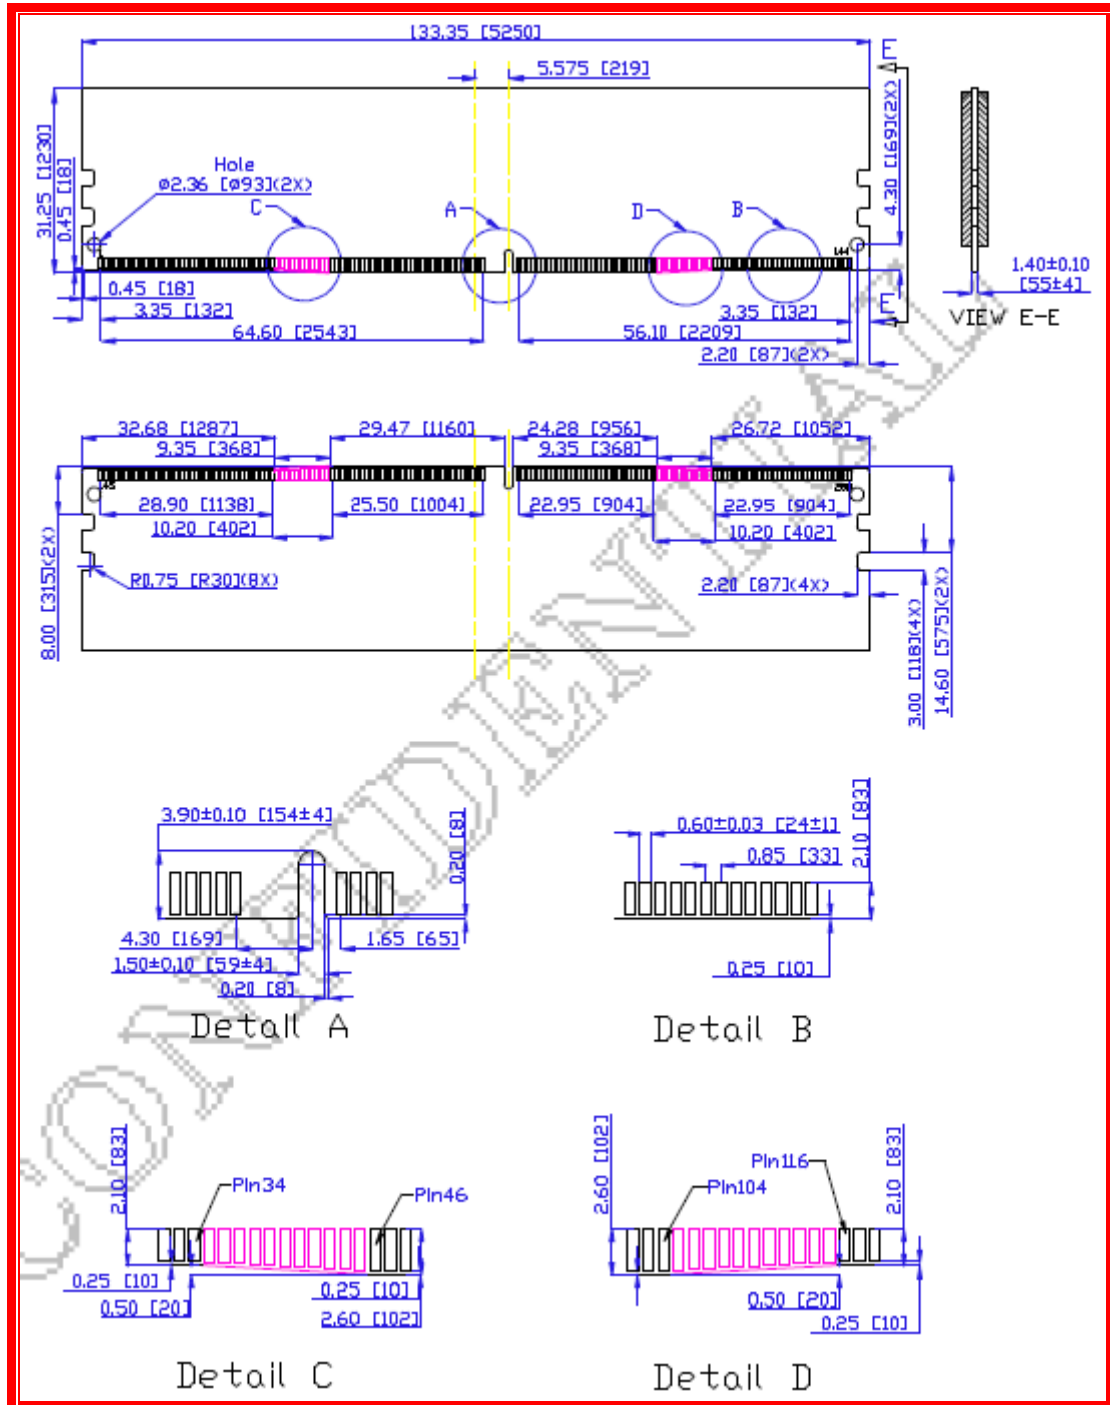 133.35 [5250]
5.575 [219]
E
4.30 [169](2X)
31.25 [1230]
0.45 [18]
Hole
ø2.36 [ø93](2X)
C
A
D
B
144
0.45 [18]
3.35 [132]
64.60 [2543]
3.35 [132]
56.10 [2209]
2.20 [87](2X)
E
1.40±0.10
[55±4]
VIEW E-E
32.68 [1287]
29.47 [1160]
24.28 [956]
26.72 [1052]
9.35 [368]
9.35 [368]
28.90 [1138]
25.50 [1004]
22.95 [904]
22.95 [904]
10.20 [402]
10.20 [402]
R0.75 [R30](8X)
2.20 [87](4X)
8.00 [315](2X)
3.00 [118](4X)
14.60 [575](2X)
3.90±0.10 [154±4]
0.20 [8]
4.30 [169]
1.65 [65]
1.50±0.10 [59±4]
0.20 [8]
Detail A
0.60±0.03 [24±1]
0.85 [33]
2.10 [83]
0.25 [10]
Detail B
2.10 [83]
Pin34
Pin46
0.25 [10]
0.50 [20]
0.25 [10]
2.60 [102]
Detail C
2.60 [102]
Pin116
Pin104
2.10 [83]
0.50 [20]
0.25 [10]
Detail D
CONFIDENTIAL